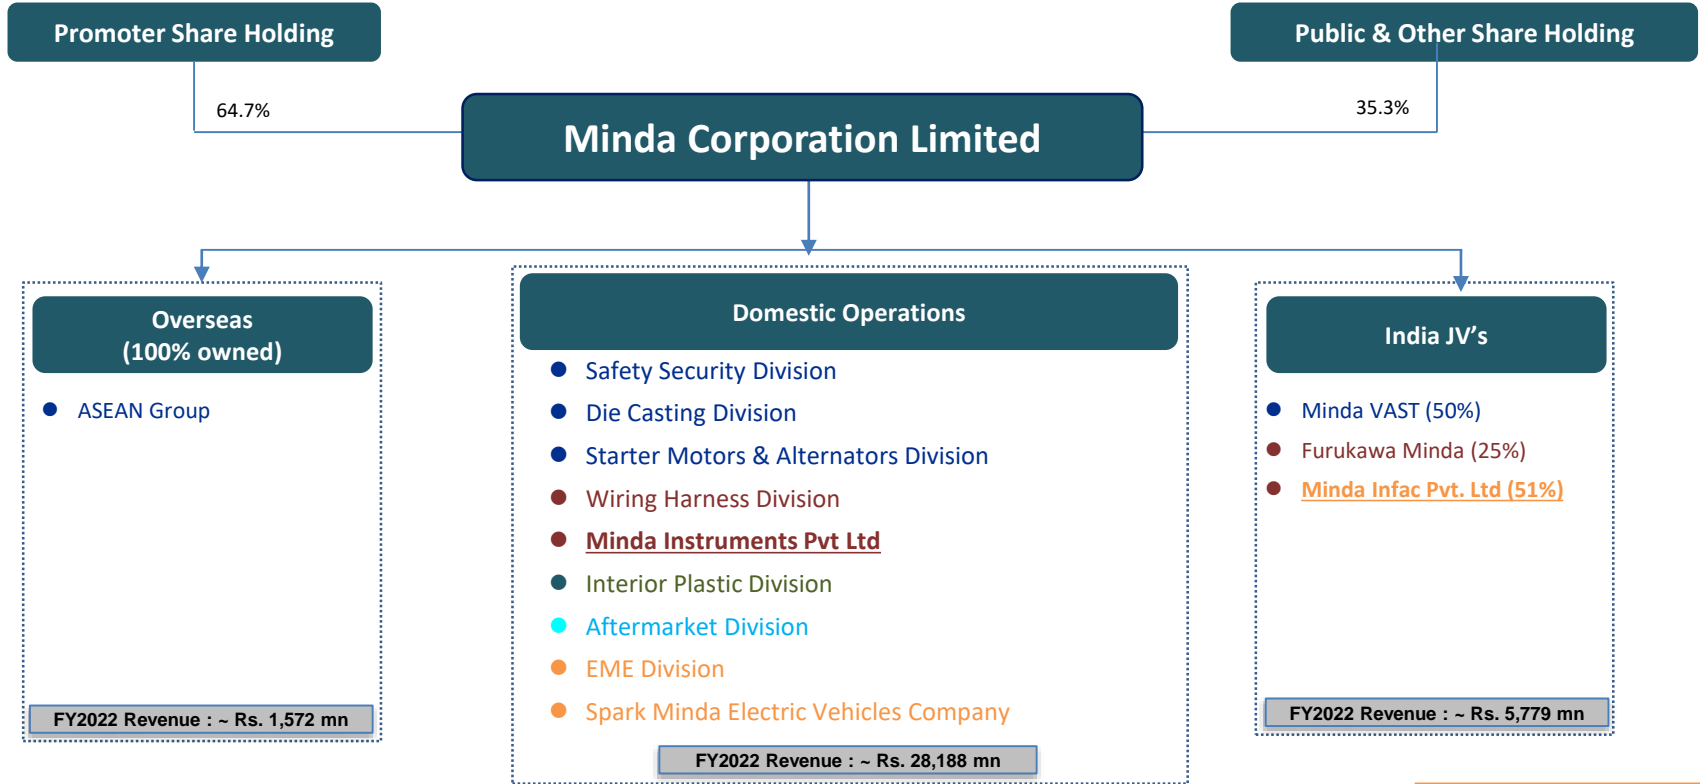 Promoter Share Holding
Public & Other Share Holding
64.7%
35.3%
Minda Corporation Limited
Overseas
(100% owned)
ASEAN Group
FY2022 Revenue : ~ Rs. 1,572 mn
Domestic Operations
Safety Security Division
Die Casting Division
Starter Motors & Alternators Division
Wiring Harness Division
Minda Instruments Pvt Ltd
Interior Plastic Division
Aftermarket Division
EME Division
Spark Minda Electric Vehicles Company
FY2022 Revenue : ~ Rs. 28,188 mn
India JV’s
Minda VAST (50%)
Furukawa Minda (25%)
Minda Infac Pvt. Ltd (51%)
FY2022 Revenue : ~ Rs. 5,779 mn